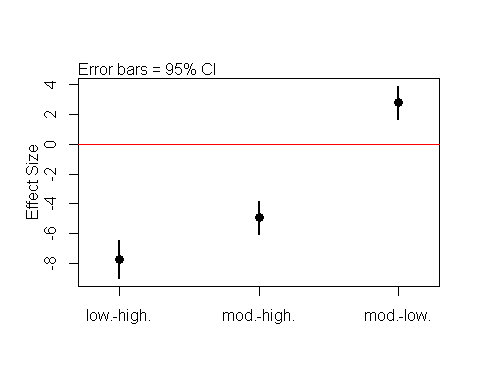 Error bars = 95% CI
Effect Size
4
2
0
-2
-4
-6
-8
low.-high. mod.-high. mod.-low.